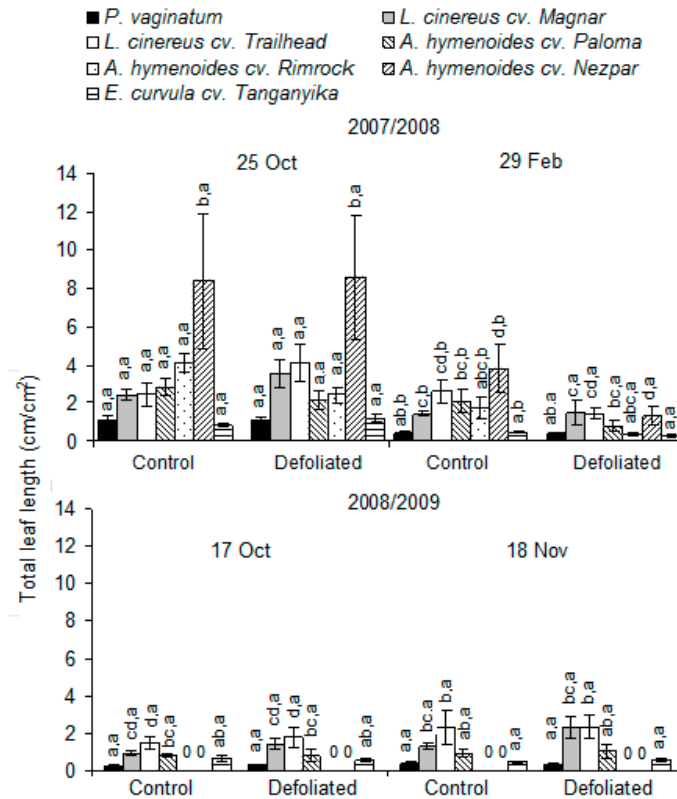 P. vaginatum L. cinereus cv. Magnar
L. cinereus cv. Trailhead A. hymenoides cv. Paloma
A. hymenoides cv. Rimrock A. hymenoides cv. Nezpar
E. curvula cv. Tanganyika
2007/2008
25 Oct 29 Feb
14
12
10
8
6
4
2
0
a,a a,a a,a a,a a,a b,a a,a
a,a a,a a,a a,a a,a b,a a,a
ab,b c,b cd,b bc,b abc,b d,b a,b
ab,a c,a cd,a bc,a abc,a d,a a,a
Control Defoliated Control Defoliated
Total leaf length (cm/cm²)
2008/2009
17 Oct 18 Nov
14
12
10
8
6
4
2
0
a,a cd,a d,a bc,a 0 0 ab,a
a,a cd,a d,a bc,a 0 0 ab,a
a,a bc,a b,a ab,a 0 0 a,a
a,a bc,a b,a ab,a 0 0 ab,a
Control Defoliated Control Defoliated